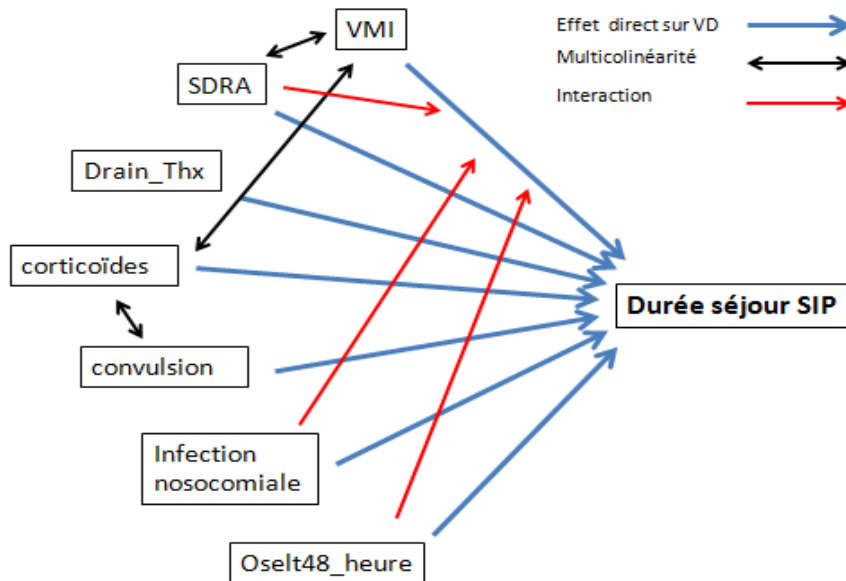 VMI
Effet direct sur VD
Multicolinéarité
Interaction
SDRA
Drain_Thx
corticoïdes
Durée séjour SIP
convulsion
Infection
nosocomiale
Oselt48_heure